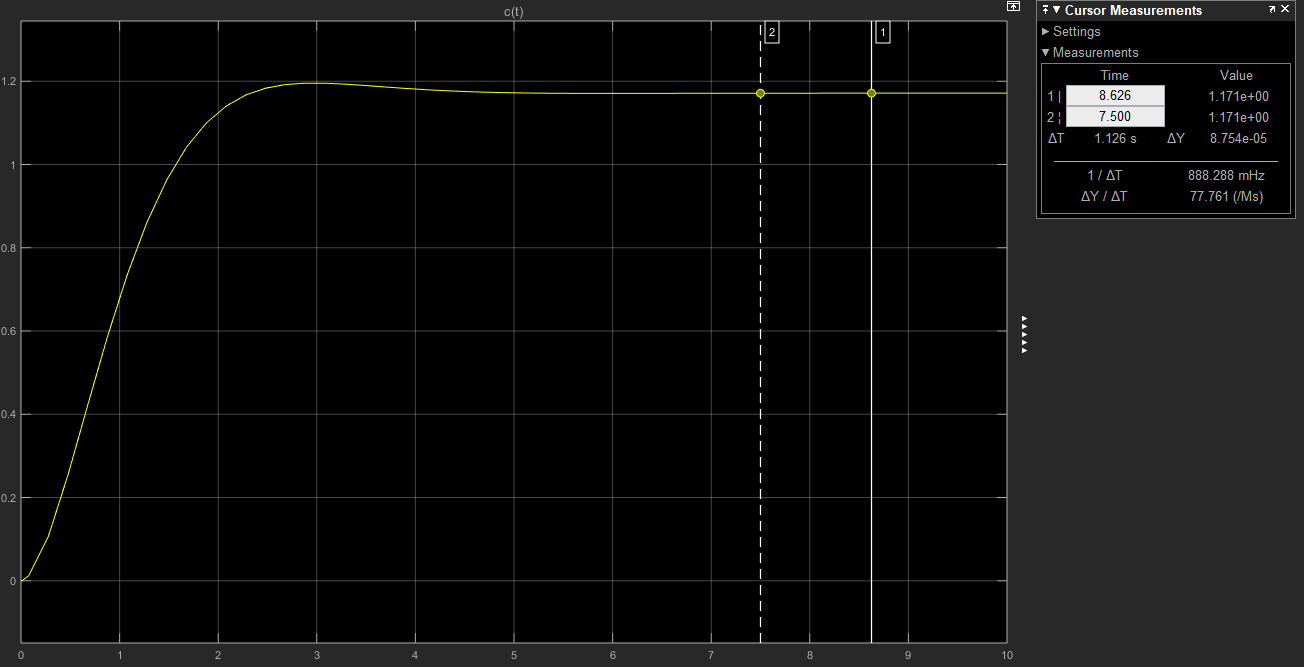 c(t)
2
1
1.2
1
0.8
0.6
0.4
0.2
0
0 1 2 3 4 5 6 7 8 9 10
Cursor Measurements
Settings
Measurements
Time Value
1 | 8.626 1.171e+00
2 ¦ 7.500 1.171e+00
ΔT 1.126 s ΔY 8.754e-05
1 / ΔT 888.288 mHz
ΔY / ΔT 77.761 (/Ms)